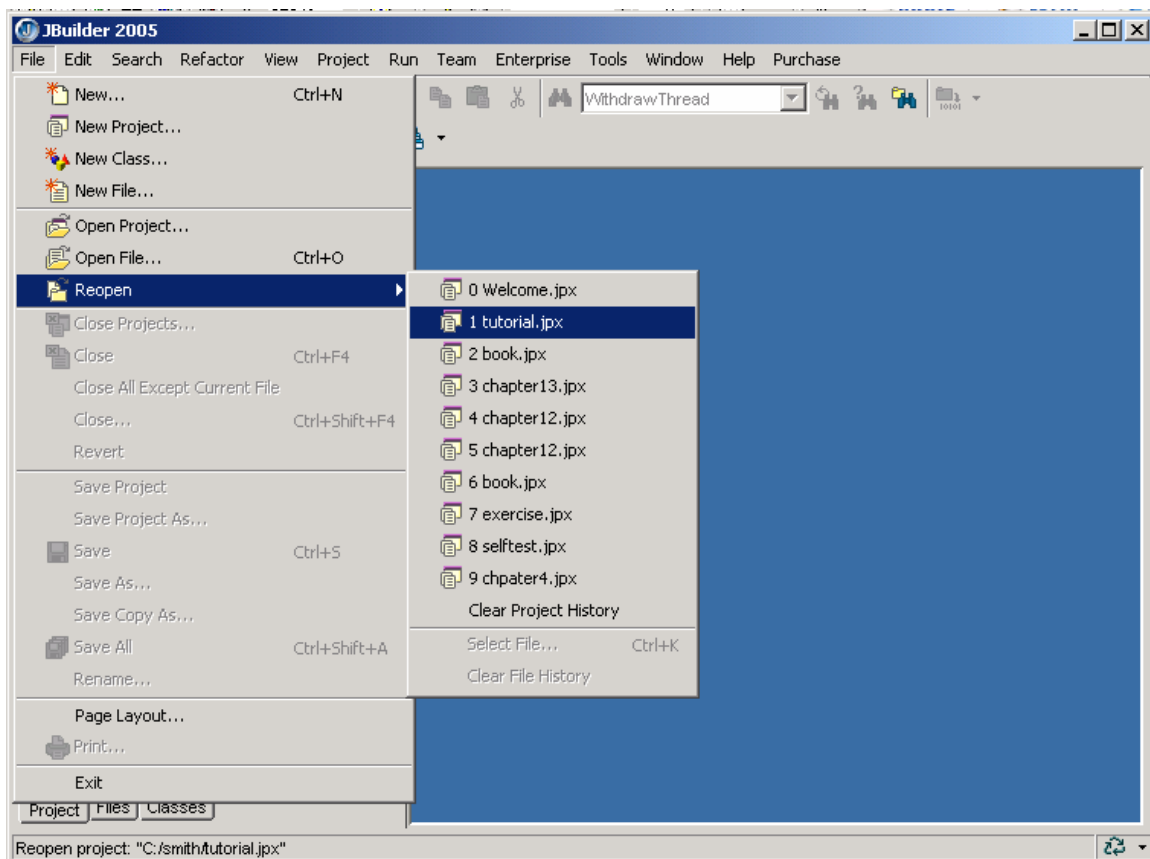 JBuilder 2005
File Edit Search Refactor View Project Run Team Enterprise Tools Window Help Purchase
New... Ctrl+N
WithdrawThread
New Project...
New Class...
New File...
Open Project...
Open File... Ctrl+O
Reopen
0 Welcome.jpx
Close Projects...
1 tutorial.jpx
Close Ctrl+F4
2 book.jpx
Close All Except Current File
3 chapter13.jpx
Close... Ctrl+Shift+F4
4 chapter12.jpx
Revert
5 chapter12.jpx
Save Project
6 book.jpx
Save Project As...
7 exercise.jpx
Save Ctrl+S
8 selftest.jpx
Save As...
9 chpater4.jpx
Save Copy As...
Clear Project History
Save All Ctrl+Shift+A
Select File... Ctrl+K
Rename...
Clear File History
Page Layout...
Print...
Exit
Project Files Classes
Reopen project: "C:/smith/tutorial.jpx"